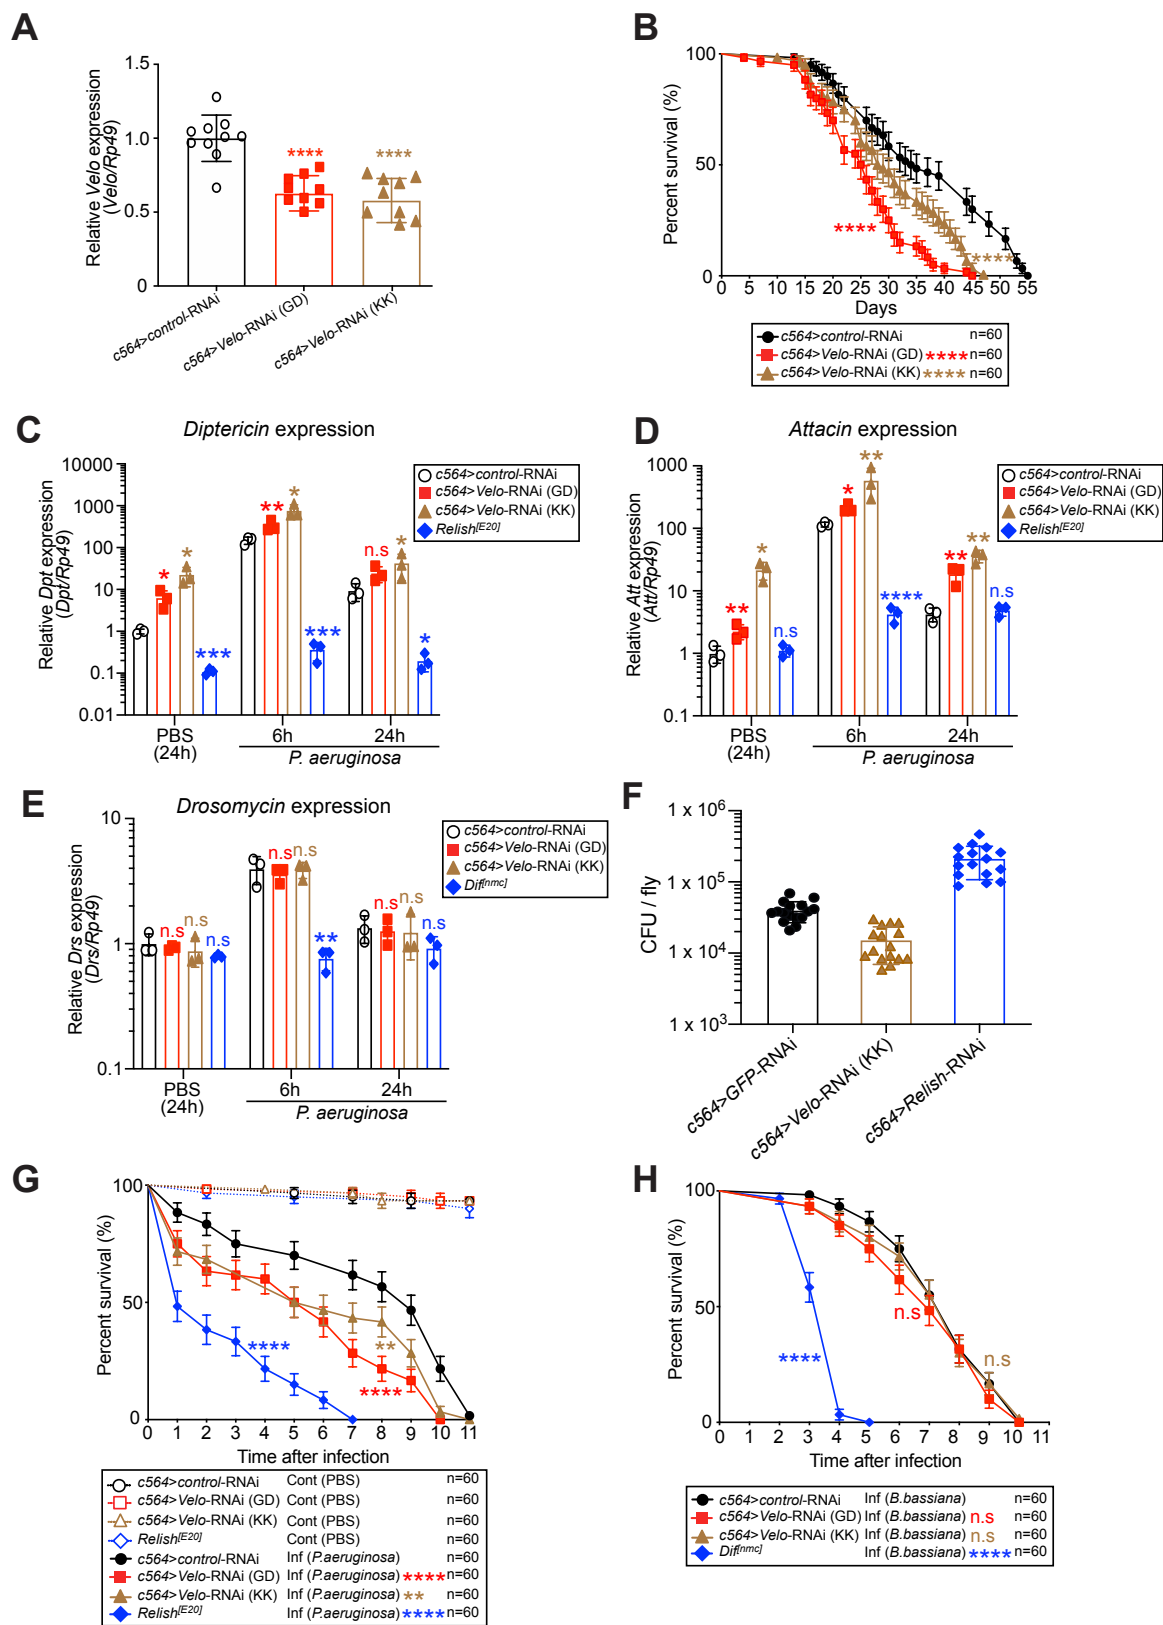 A
Relative Velo expression
(Velo/Rp49)
1.5
1.0
0.5
0
****
****
c564>control-RNAi
c564>Velo-RNAi (GD)
c564>Velo-RNAi (KK)
B
Percent survival (%)
100
50
0
****
****
0 5 10 15 20 25 30 35 40 45 50 55
Days
c564>control-RNAi n=60
c564>Velo-RNAi (GD) **** n=60
c564>Velo-RNAi (KK) **** n=60
C
Diptericin expression
Relative Dpt expression
(Dpt/Rp49)
10000
1000
100
10
1
0.1
0.01
* * ***
** * ***
n.s * *
c564>control-RNAi
c564>Velo-RNAi (GD)
c564>Velo-RNAi (KK)
Relish[E20]
PBS
(24h)
6h
24h
P. aeruginosa
D
Attacin expression
Relative Att expression
(Att/Rp49)
1000
100
10
1
0.1
** * n.s
* ** ****
** ** n.s
c564>control-RNAi
c564>Velo-RNAi (GD)
c564>Velo-RNAi (KK)
Relish[E20]
PBS
(24h)
6h
24h
P. aeruginosa
E
Drosomycin expression
Relative Drs expression
(Drs/Rp49)
10
1
0.1
n.s n.s n.s
n.s n.s **
n.s n.s n.s
c564>control-RNAi
c564>Velo-RNAi (GD)
c564>Velo-RNAi (KK)
Dif[nmc]
PBS
(24h)
6h
24h
P. aeruginosa
F
CFU / fly
1 x 10⁶
1 x 10⁵
1 x 10⁴
1 x 10³
c564>GFP-RNAi
c564>Velo-RNAi (KK)
c564>Relish-RNAi
G
Percent survival (%)
100
50
0
****
**
****
0 1 2 3 4 5 6 7 8 9 10 11
Time after infection
c564>control-RNAi Cont (PBS) n=60
c564>Velo-RNAi (GD) Cont (PBS) n=60
c564>Velo-RNAi (KK) Cont (PBS) n=60
Relish[E20] Cont (PBS) n=60
c564>control-RNAi Inf (P.aeruginosa) n=60
c564>Velo-RNAi (GD) Inf (P.aeruginosa) **** n=60
c564>Velo-RNAi (KK) Inf (P.aeruginosa) ** n=60
Relish[E20] Inf (P.aeruginosa) **** n=60
H
Percent survival (%)
100
50
0
****
n.s
n.s
0 1 2 3 4 5 6 7 8 9 10 11
Time after infection
c564>control-RNAi Inf (B.bassiana) n=60
c564>Velo-RNAi (GD) Inf (B.bassiana) n.s n=60
c564>Velo-RNAi (KK) Inf (B.bassiana) n.s n=60
Dif[nmc] Inf (B.bassiana) **** n=60